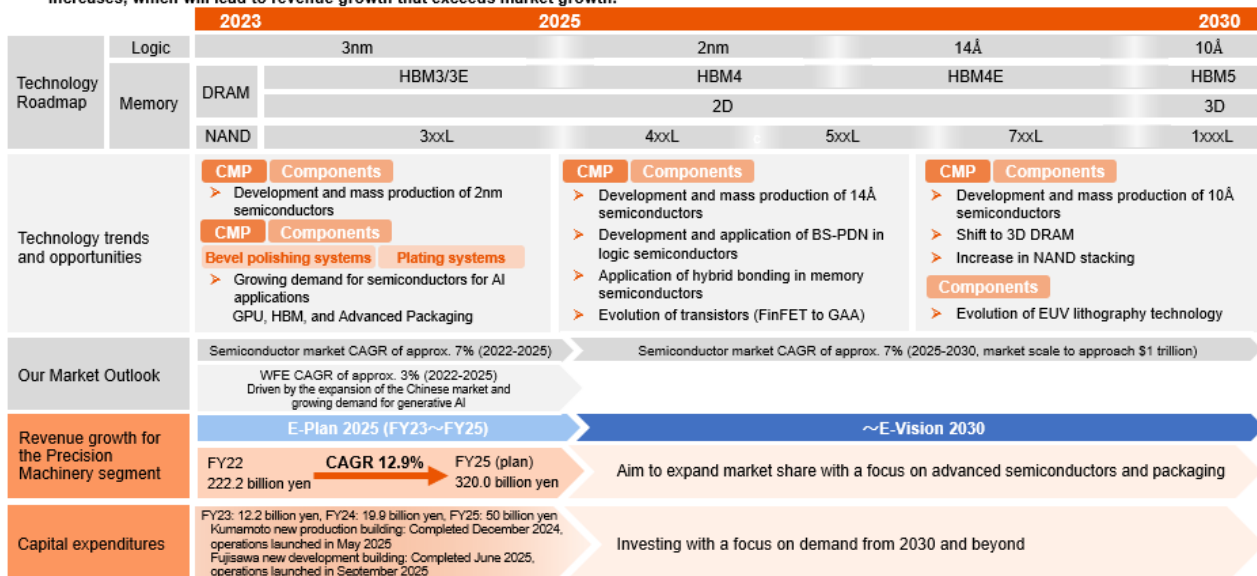 increases, which will lead to revenue growth that exceeds market growth.
2023 2025 2030
Technology Roadmap
Logic 3nm 2nm 14Å 10Å
Memory
DRAM
HBM3/3E HBM4 HBM4E HBM5
2D 3D
NAND 3xxL 4xxL 5xxL 7xxL 1xxxL
Technology trends
and opportunities
CMP Components
➢ Development and mass production of 2nm
semiconductors
CMP Components
Bevel polishing systems Plating systems
➢ Growing demand for semiconductors for AI
applications
GPU, HBM, and Advanced Packaging
CMP Components
➢ Development and mass production of 14Å
semiconductors
➢ Development and application of BS-PDN in
logic semiconductors
➢ Application of hybrid bonding in memory
semiconductors
➢ Evolution of transistors (FinFET to GAA)
CMP Components
➢ Development and mass production of 10Å
semiconductors
➢ Shift to 3D DRAM
➢ Increase in NAND stacking
Components
➢ Evolution of EUV lithography technology
Our Market Outlook
Semiconductor market CAGR of approx. 7% (2022-2025)
Semiconductor market CAGR of approx. 7% (2025-2030, market scale to approach $1 trillion)
WFE CAGR of approx. 3% (2022-2025)
Driven by the expansion of the Chinese market and
growing demand for generative AI
Revenue growth for
the Precision
Machinery segment
E-Plan 2025 (FY23～FY25)
～E-Vision 2030
FY22
222.2 billion yen
CAGR 12.9%
FY25 (plan)
320.0 billion yen
Aim to expand market share with a focus on advanced semiconductors and packaging
Capital expenditures
FY23: 12.2 billion yen, FY24: 19.9 billion yen, FY25: 50 billion yen
Kumamoto new production building: Completed December 2024,
operations launched in May 2025
Fujisawa new development building: Completed June 2025,
operations launched in September 2025
Investing with a focus on demand from 2030 and beyond